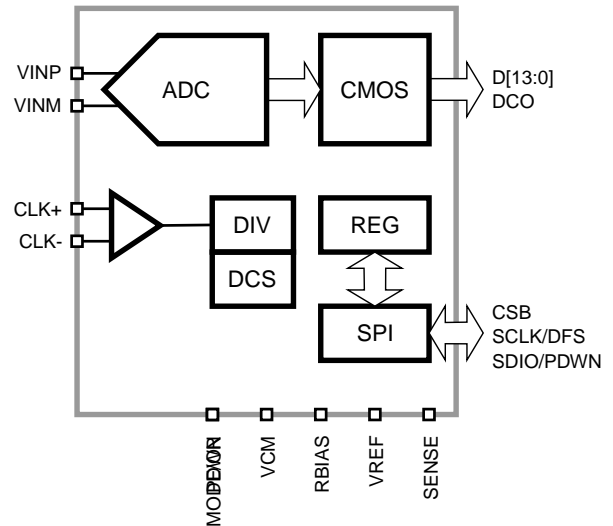 VINP
VINM
ADC
CMOS
D[13:0]
DCO
CLK+
CLK-
DIV
DCS
REG
SPI
CSB
SCLK/DFS
SDIO/PDWN
VCM
RBIAS
VREF
SENSE